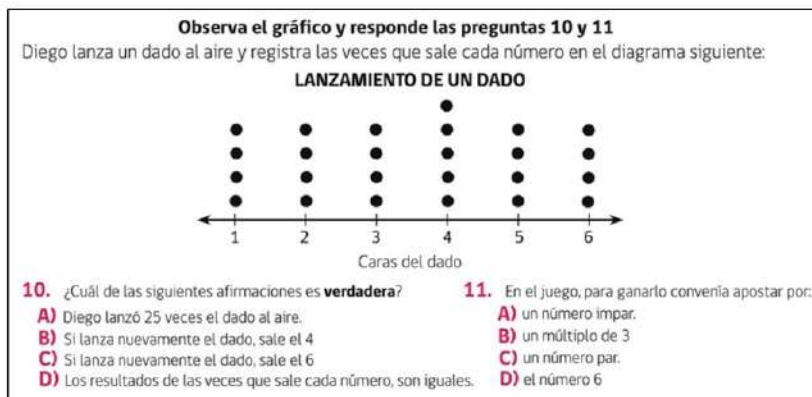 Observa el gráfico y responde las preguntas 10 y 11
Diego lanza un dado al aire y registra las veces que sale cada número en el diagrama siguiente:
LANZAMIENTO DE UN DADO
1 2 3 4 5 6
Caras del dado
10. ¿Cuál de las siguientes afirmaciones es verdadera?
A) Diego lanzó 25 veces el dado al aire.
B) Si lanza nuevamente el dado, sale el 4
C) Si lanza nuevamente el dado, sale el 6
D) Los resultados de las veces que sale cada número, son iguales.
11. En el juego, para ganarlo convenía apostar por:
A) un número impar.
B) un múltiplo de 3
C) un número par.
D) el número 6